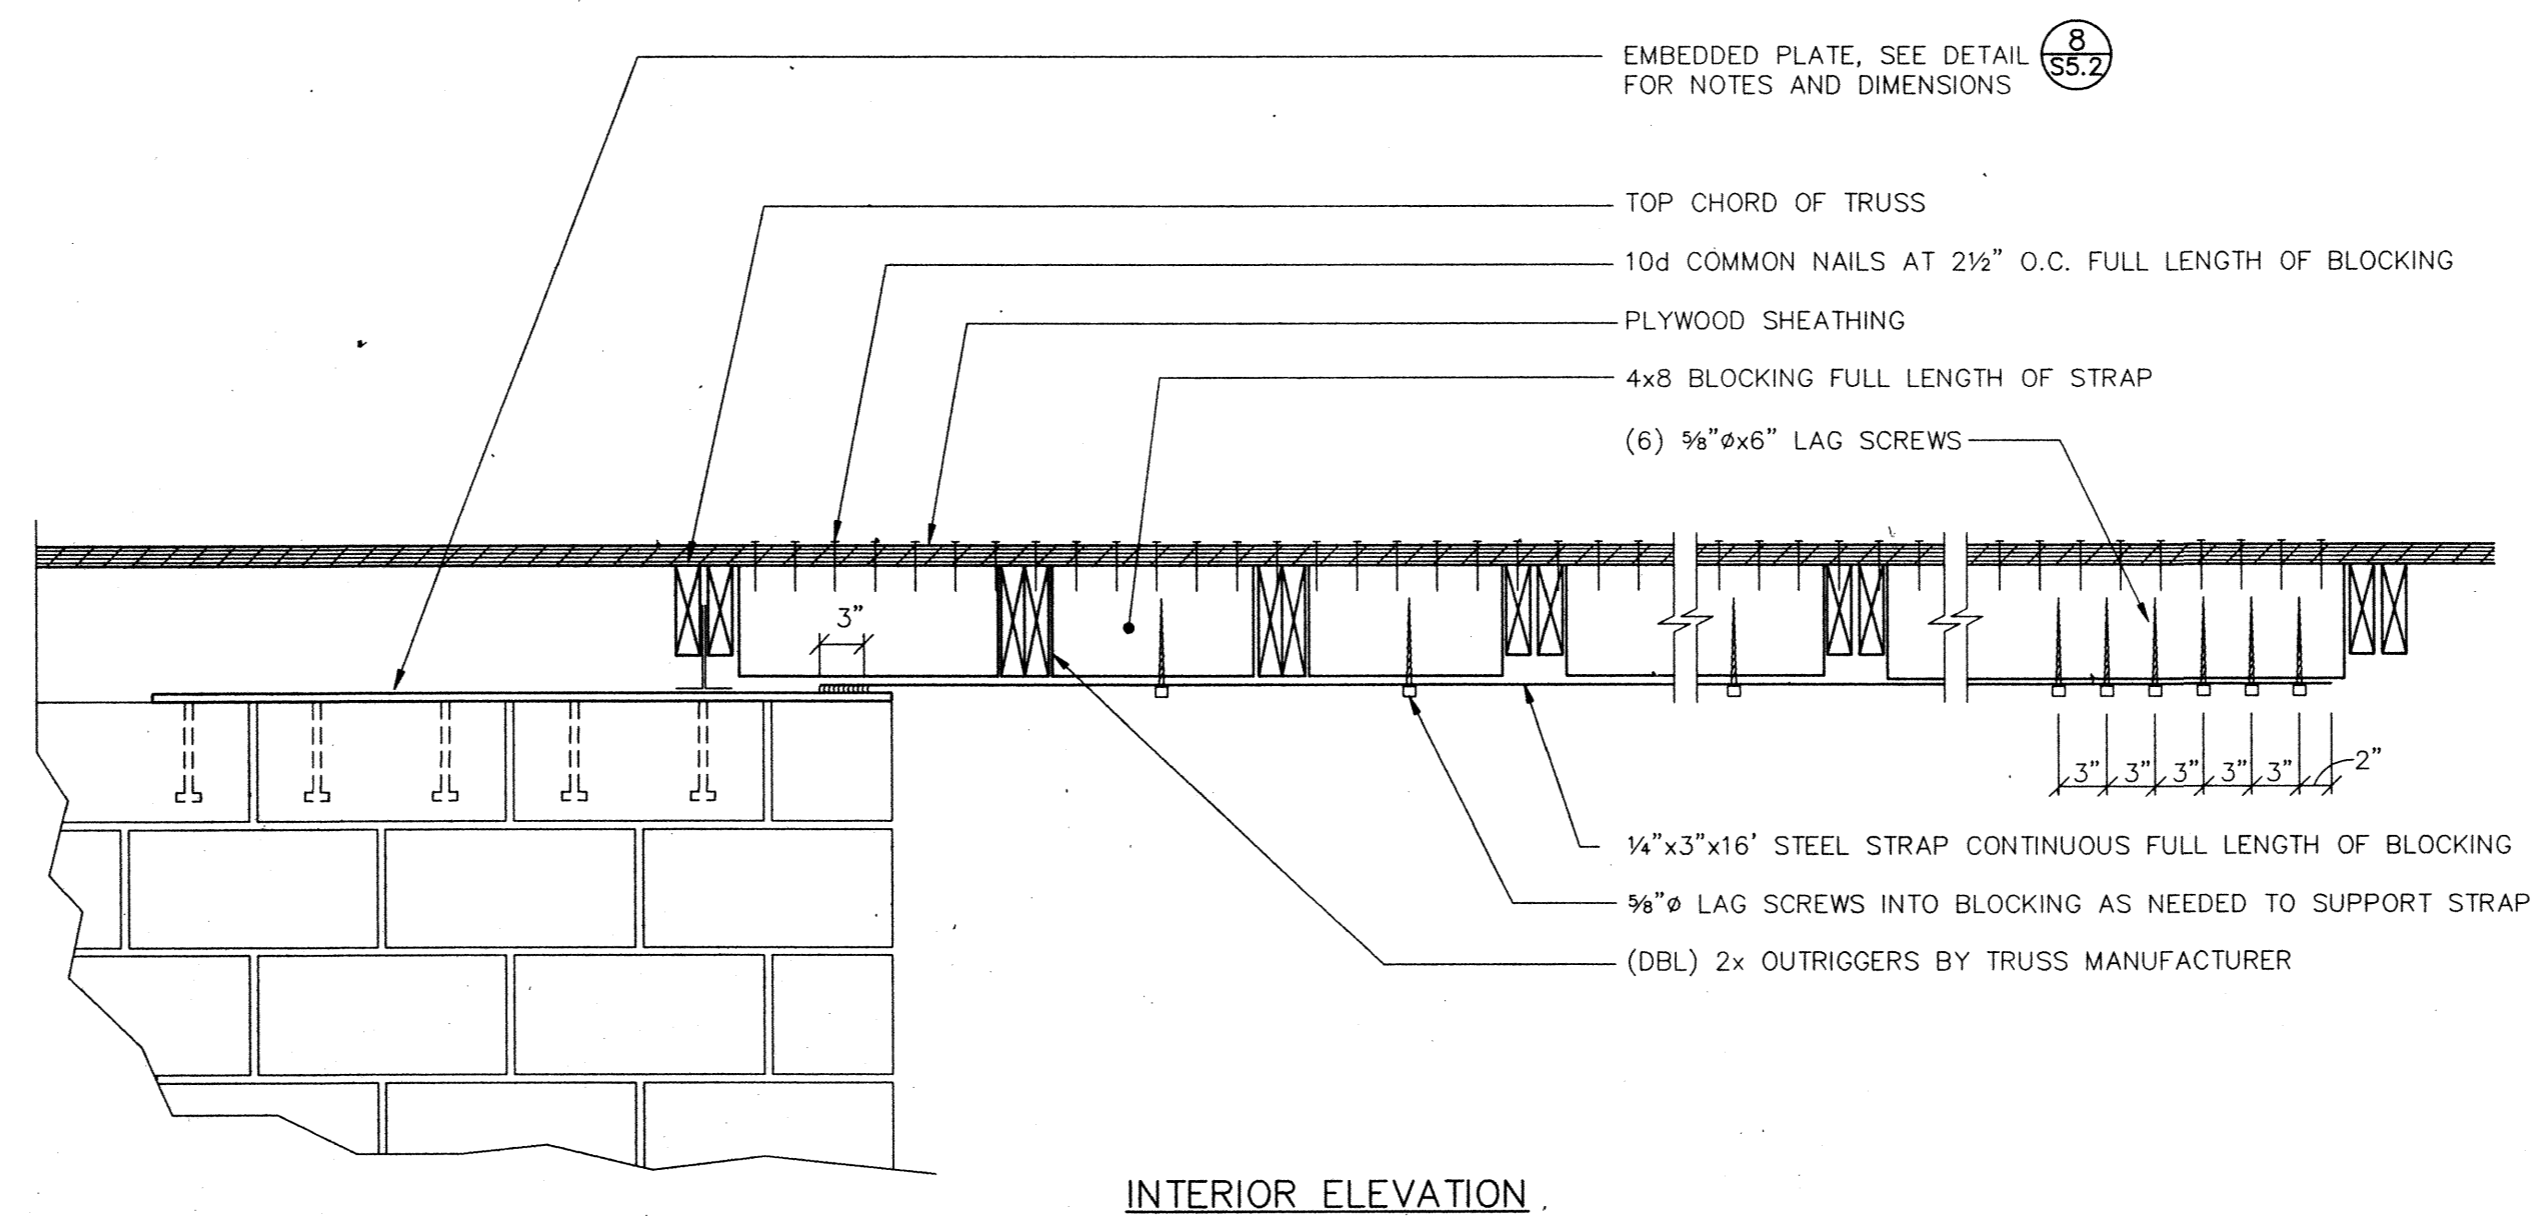 EMBEDDED PLATE, SEE DETAIL 8
S5.2
FOR NOTES AND DIMENSIONS
TOP CHORD OF TRUSS
10d COMMON NAILS AT 2½" O.C. FULL LENGTH OF BLOCKING
PLYWOOD SHEATHING
4x8 BLOCKING FULL LENGTH OF STRAP
(6) ⅝"øx6" LAG SCREWS
3"
3" 3" 3" 3" 3" 2"
¼"x3"x16' STEEL STRAP CONTINUOUS FULL LENGTH OF BLOCKING
⅝"ø LAG SCREWS INTO BLOCKING AS NEEDED TO SUPPORT STRAP
(DBL) 2x OUTRIGGERS BY TRUSS MANUFACTURER
INTERIOR ELEVATION